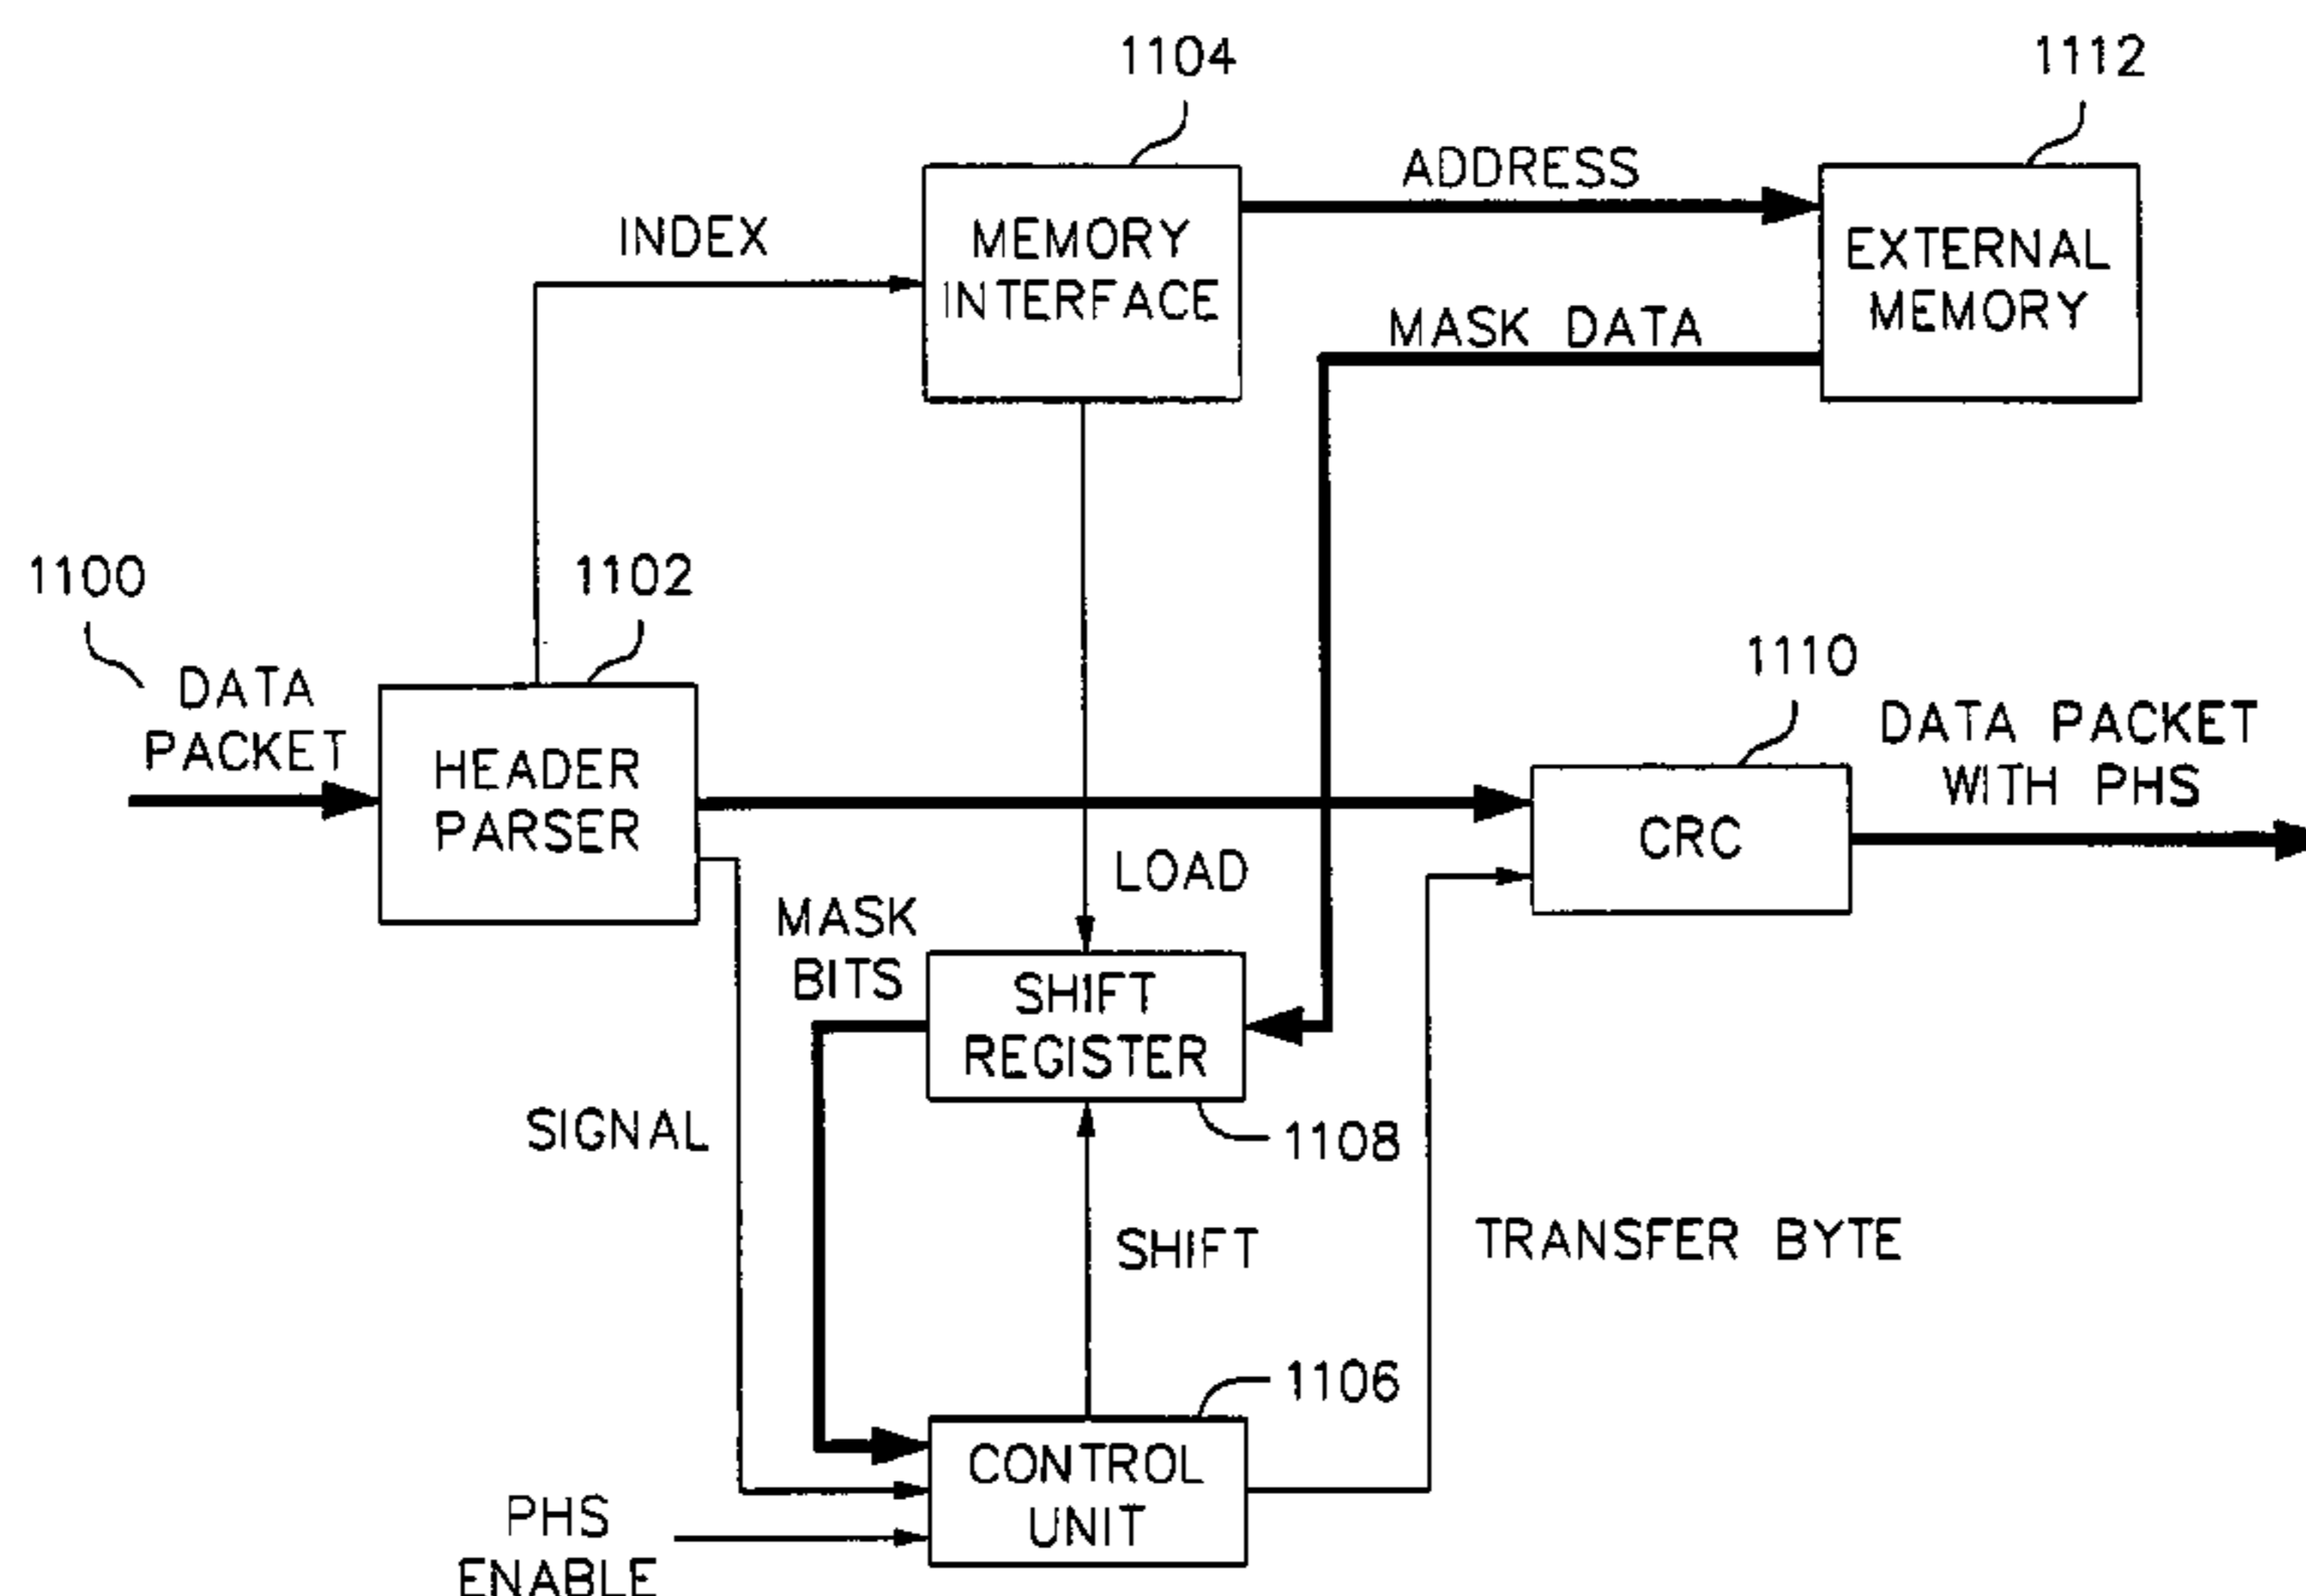 1104
1112
ADDRESS
INDEX
MEMORY
INTERFACE
EXTERNAL
MEMORY
MASK DATA
1100
1102
1110
DATA
PACKET
HEADER
PARSER
DATA PACKET
WITH PHS
CRC
LOAD
MASK
BITS
SHIFT
REGISTER
SIGNAL
1108
SHIFT
TRANSFER BYTE
1106
CONTROL
UNIT
PHS
ENABLE